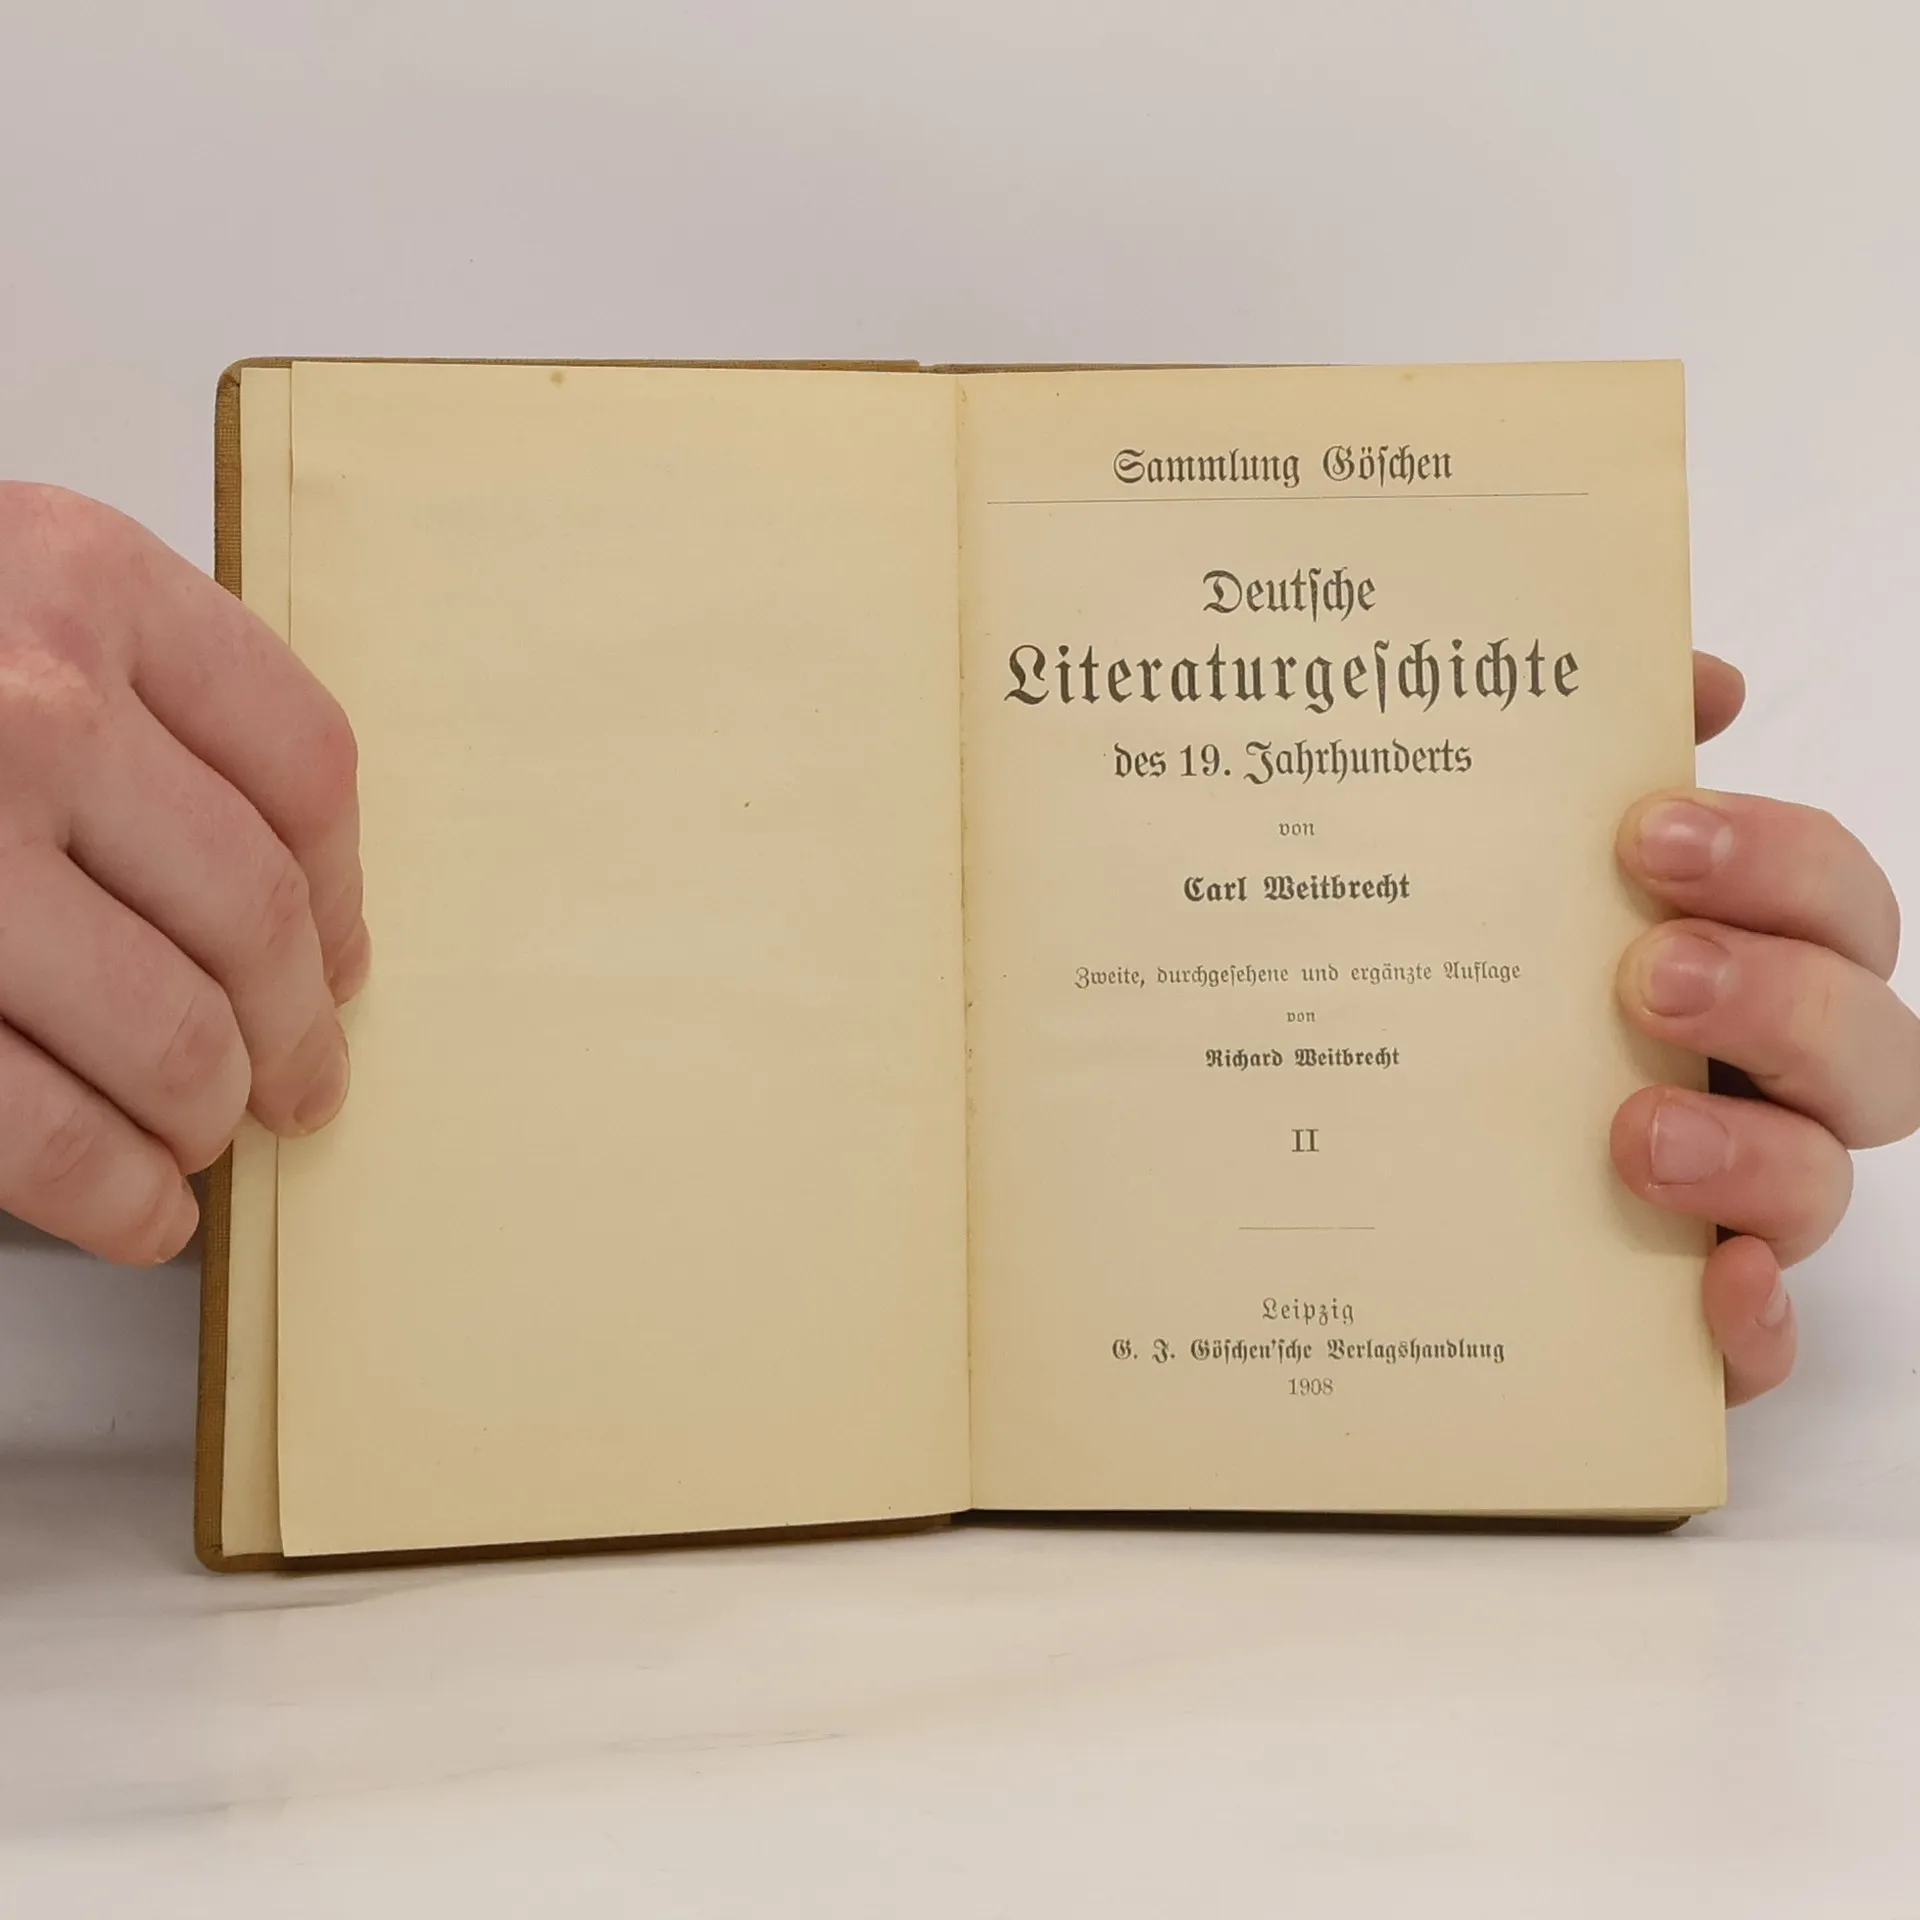 Sammlung Göſchen
Deutſche
Literaturgeſchichte
des 19. Jahrhunderts
von
Carl Weitbrecht
Zweite, durchgeſehene und ergänzte Auflage
von
Richard Weitbrecht
II
Leipzig
G. J. Göſchen'ſche Verlagshandlung
1908